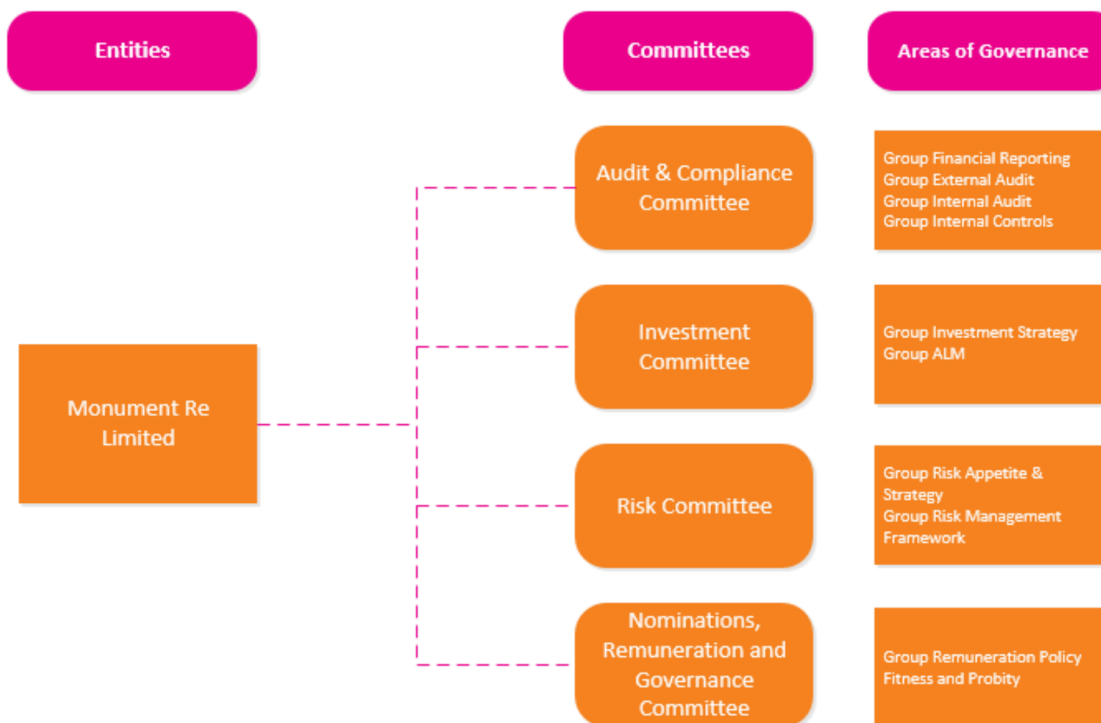 Entities
Committees
Areas of Governance
Audit & Compliance
Committee
Group Financial Reporting
Group External Audit
Group Internal Audit
Group Internal Controls
Monument Re
Limited
Investment
Committee
Group Investment Strategy
Group ALM
Risk Committee
Group Risk Appetite &
Strategy
Group Risk Management
Framework
Nominations,
Remuneration and
Governance
Committee
Group Remuneration Policy
Fitness and Probity